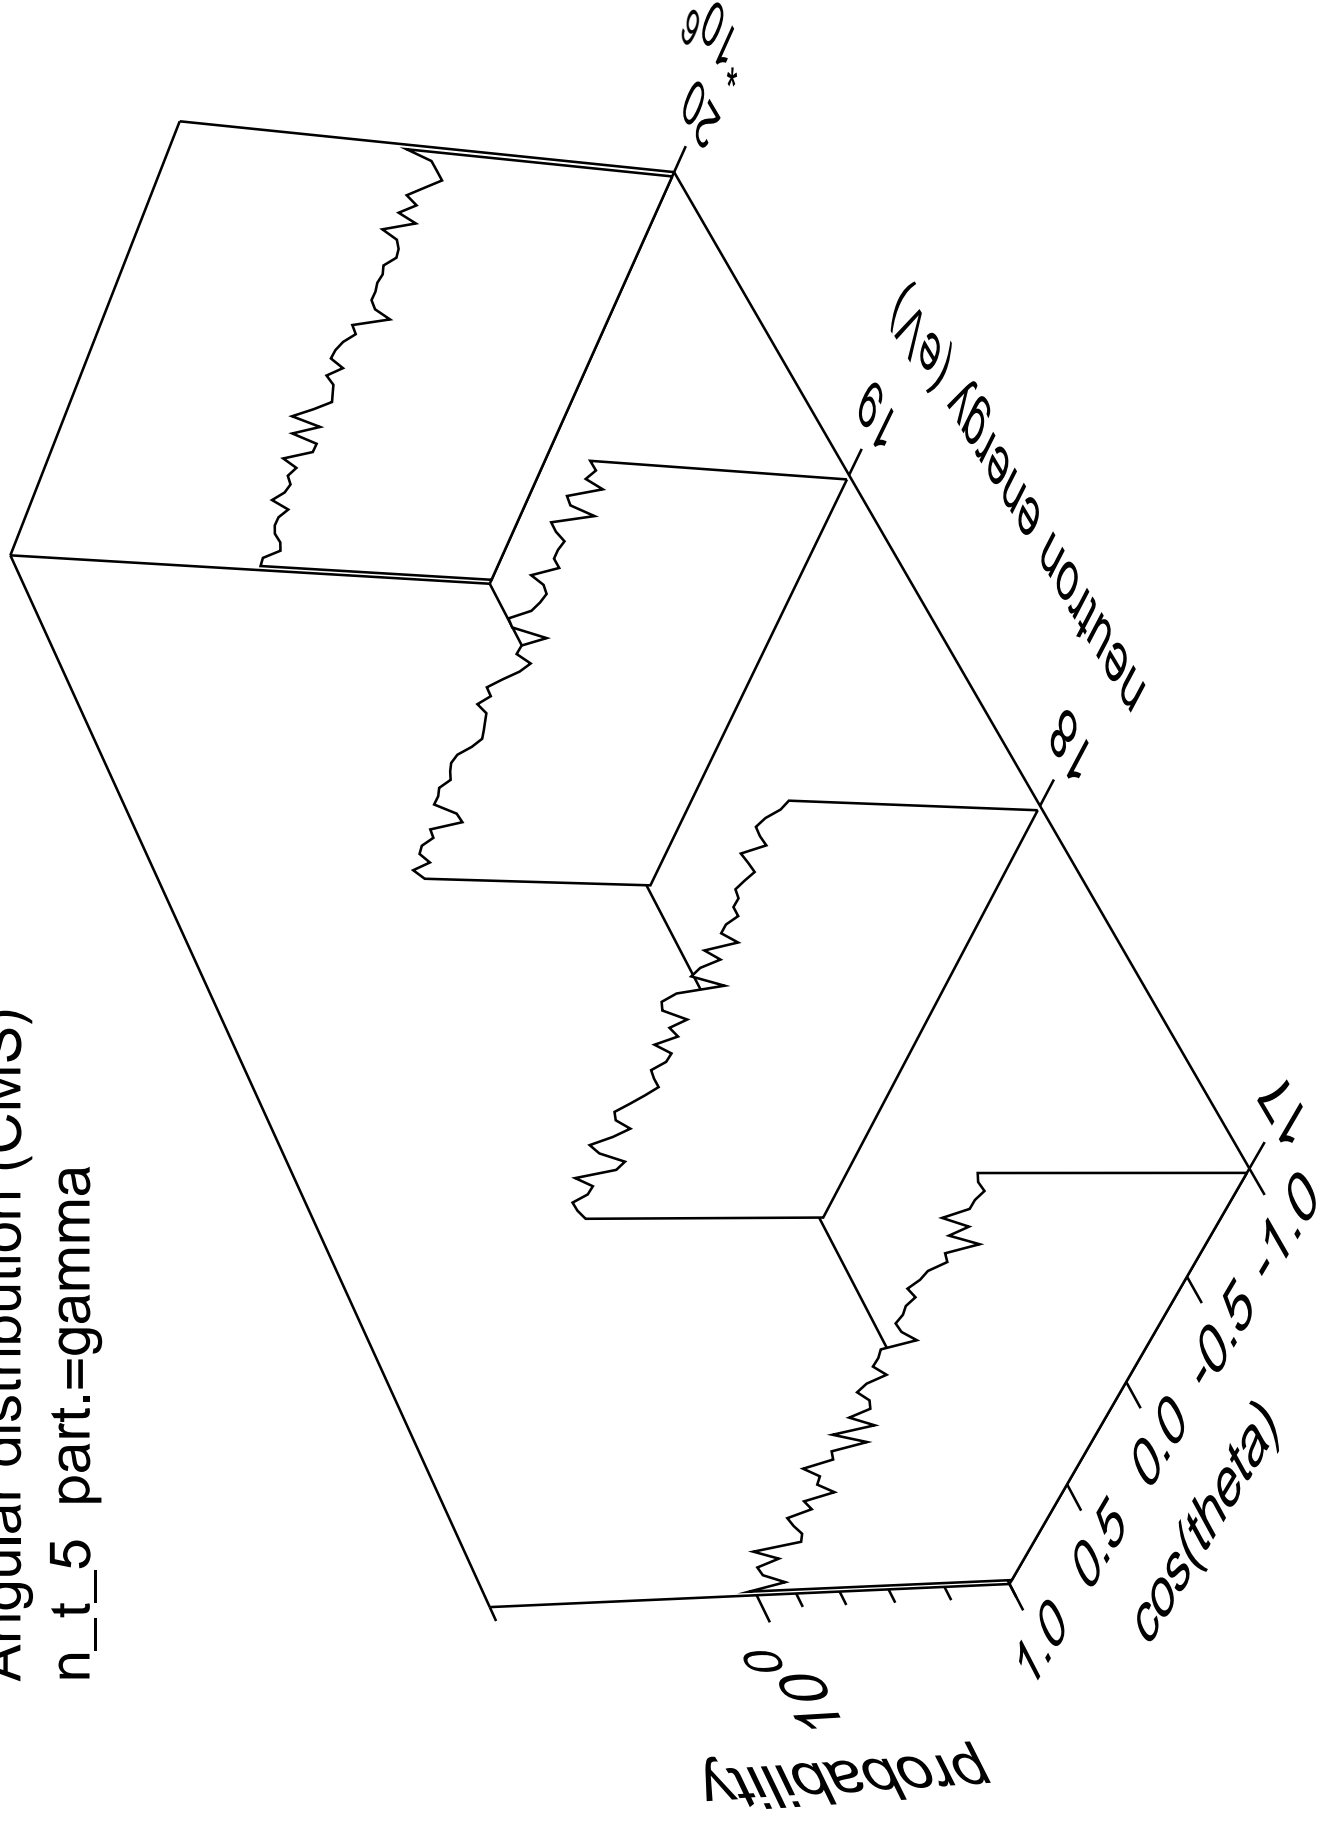 Angular distribution (CMS)
n_t_5 part.=gamma
probability
10^0
1.0 0.5 0.0 -0.5 -1.0
cos(theta)
17 18 19 20
*10^6
neutron energy (eV)